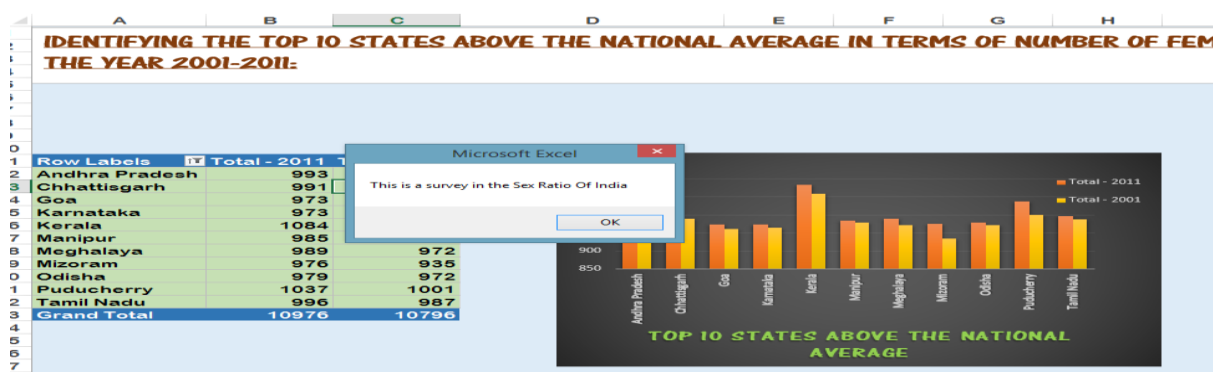 A B C D E F G H
IDENTIFYING THE TOP 10 STATES ABOVE THE NATIONAL AVERAGE IN TERMS OF NUMBER OF FEM
THE YEAR 2001-2011:
Row Labels Total - 2011 T
Andhra Pradesh 993
Chhattisgarh 991
Goa 973
Karnataka 973
Kerala 1084
Manipur 985
Meghalaya 989 972
Mizoram 976 935
Odisha 979 972
Puducherry 1037 1001
Tamil Nadu 996 987
Grand Total 10976 10796
Microsoft Excel
This is a survey in the Sex Ratio Of India
OK
Total - 2011
Total - 2001
900
850
Andhra Pradesh
Chhattisgarh
Goa
Karnataka
Kerala
Manipur
Meghalaya
Mizoram
Odisha
Puducherry
Tamil Nadu
TOP 10 STATES ABOVE THE NATIONAL
AVERAGE